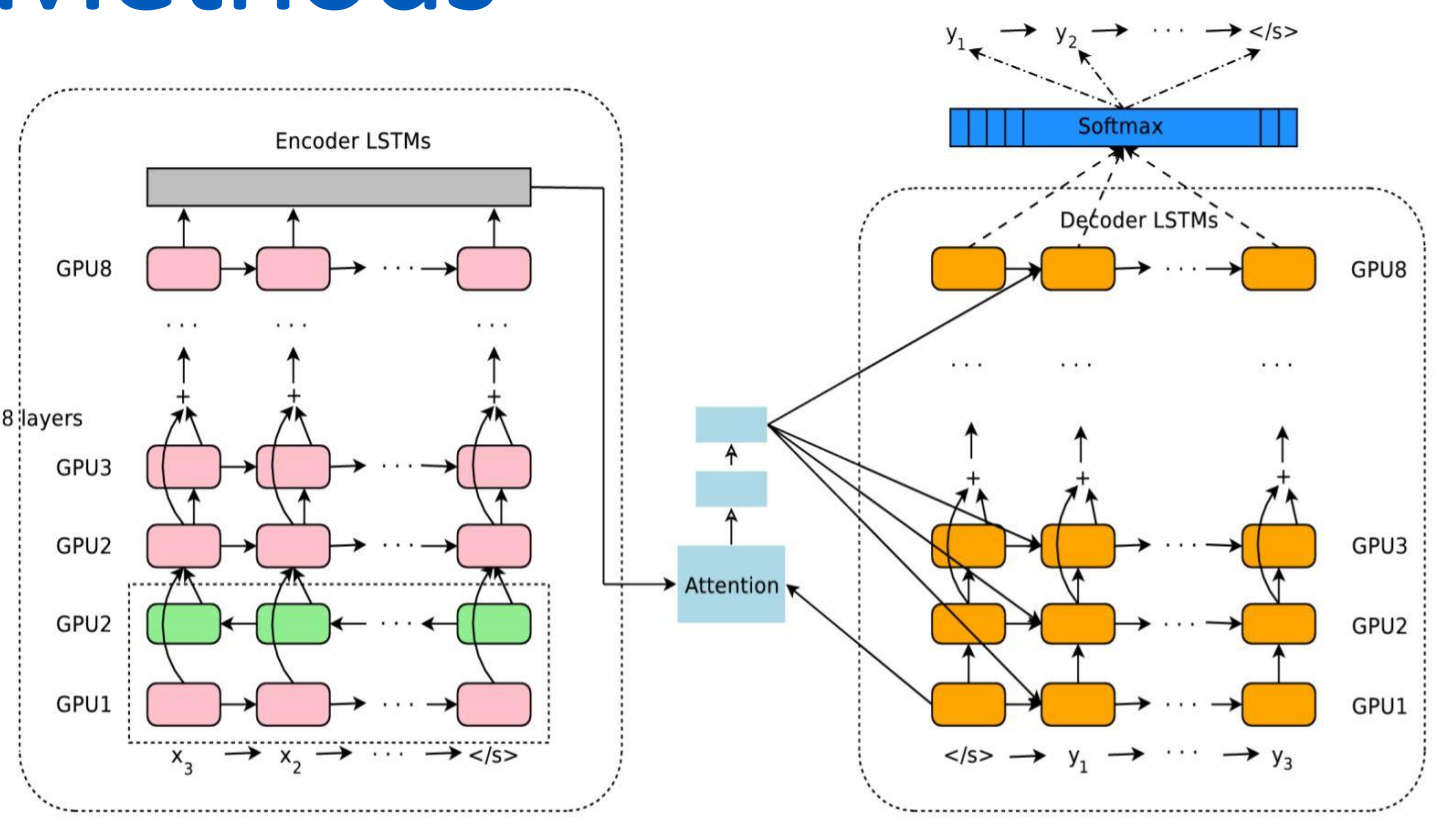 Methods
y1 y2 ... </s>
Softmax
Encoder LSTMs
Decoder LSTMs
GPU8 ...
... GPU8
... ... ...
... ... ...
+ + +
8 layers
GPU3 ...
+ + +
GPU2 ...
... GPU3
Attention
GPU2 ...
... GPU2
GPU1 ...
... GPU1
x3 x2 ... </s>
</s> y1 ... y3